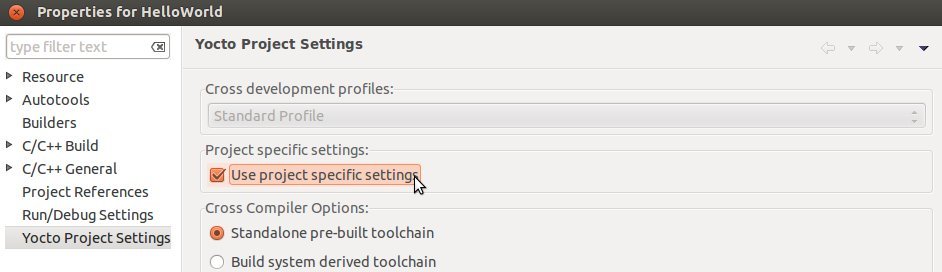 Properties for HelloWorld
type filter text
Resource
Autotools
Builders
C/C++ Build
C/C++ General
Project References
Run/Debug Settings
Yocto Project Settings
Yocto Project Settings
Cross development profiles:
Standard Profile
Project specific settings:
Use project specific settings
Cross Compiler Options:
Standalone pre-built toolchain
Build system derived toolchain